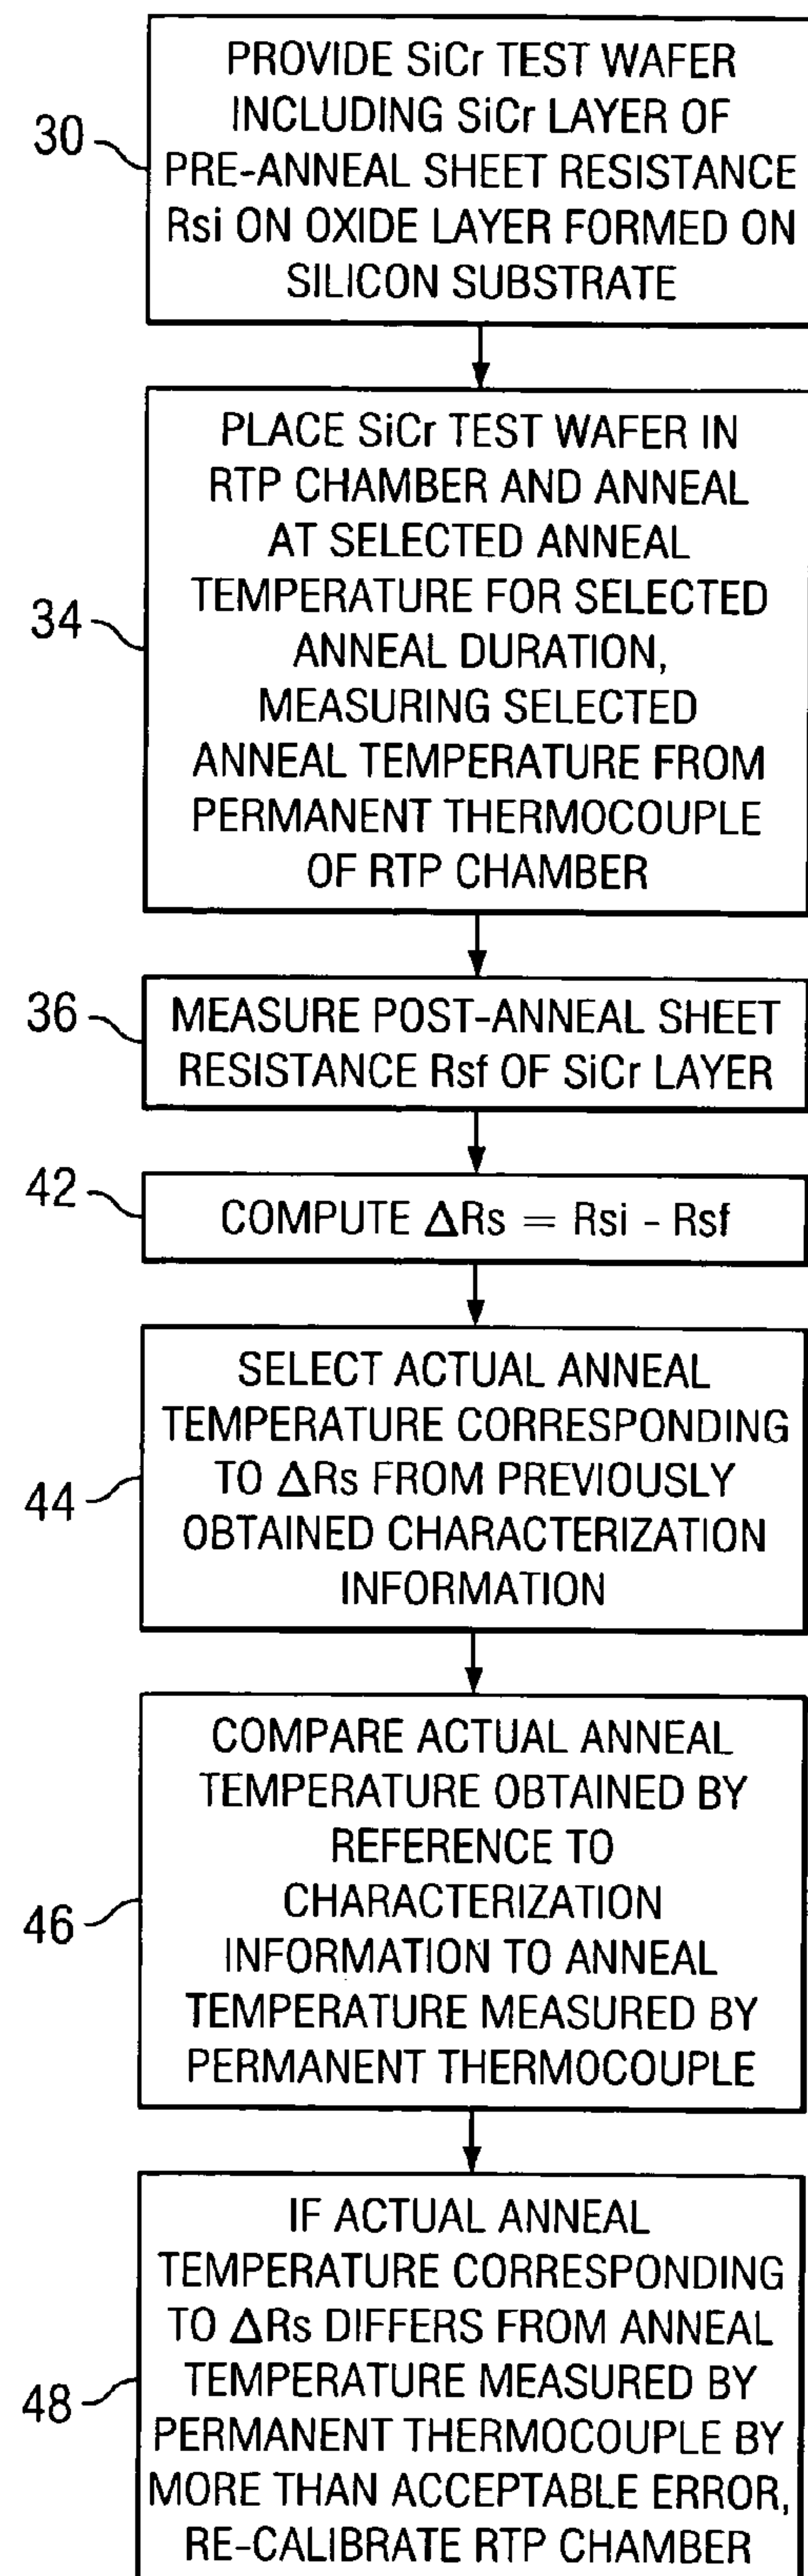 PROVIDE SiCr TEST WAFER
INCLUDING SiCr LAYER OF
30
PRE-ANNEAL SHEET RESISTANCE
Rsi ON OXIDE LAYER FORMED ON
SILICON SUBSTRATE
PLACE SiCr TEST WAFER IN
RTP CHAMBER AND ANNEAL
AT SELECTED ANNEAL
TEMPERATURE FOR SELECTED
34
ANNEAL DURATION,
MEASURING SELECTED
ANNEAL TEMPERATURE FROM
PERMANENT THERMOCOUPLE
OF RTP CHAMBER
36
MEASURE POST-ANNEAL SHEET
RESISTANCE Rsf OF SiCr LAYER
42
COMPUTE ΔRs = Rsi - Rsf
SELECT ACTUAL ANNEAL
TEMPERATURE CORRESPONDING
TO ΔRs FROM PREVIOUSLY
44
OBTAINED CHARACTERIZATION
INFORMATION
COMPARE ACTUAL ANNEAL
TEMPERATURE OBTAINED BY
REFERENCE TO
CHARACTERIZATION
46
INFORMATION TO ANNEAL
TEMPERATURE MEASURED BY
PERMANENT THERMOCOUPLE
IF ACTUAL ANNEAL
TEMPERATURE CORRESPONDING
TO ΔRs DIFFERS FROM ANNEAL
TEMPERATURE MEASURED BY
48
PERMANENT THERMOCOUPLE BY
MORE THAN ACCEPTABLE ERROR,
RE-CALIBRATE RTP CHAMBER